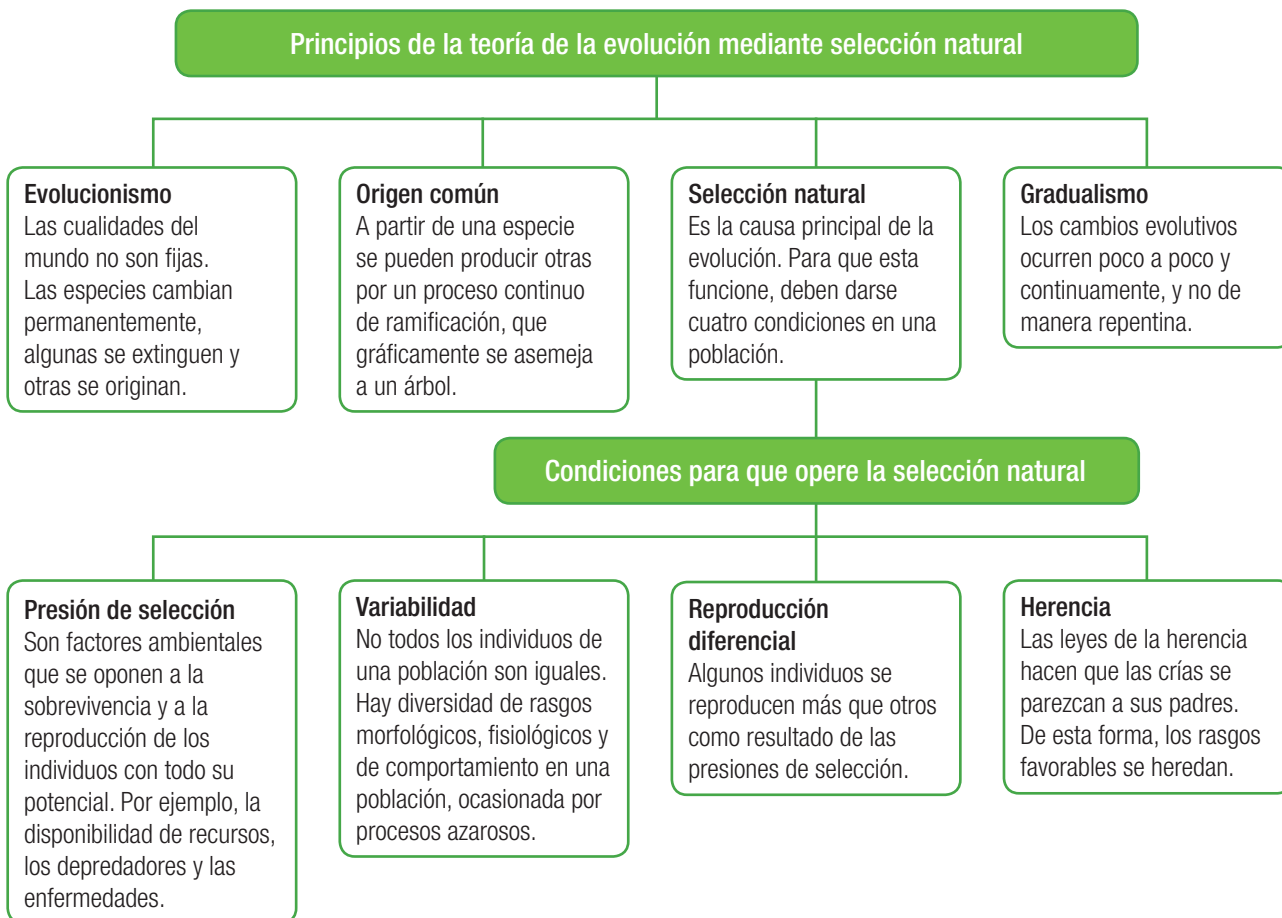 Principios de la teoría de la evolución mediante selección natural
Evolucionismo
Las cualidades del
mundo no son fijas.
Las especies cambian
permanentemente,
algunas se extinguen y
otras se originan.
Origen común
A partir de una especie
se pueden producir otras
por un proceso continuo
de ramificación, que
gráficamente se asemeja
a un árbol.
Selección natural
Es la causa principal de la
evolución. Para que esta
funcione, deben darse
cuatro condiciones en una
población.
Gradualismo
Los cambios evolutivos
ocurren poco a poco y
continuamente, y no de
manera repentina.
Condiciones para que opere la selección natural
Presión de selección
Son factores ambientales
que se oponen a la
sobrevivencia y a la
reproducción de los
individuos con todo su
potencial. Por ejemplo, la
disponibilidad de recursos,
los depredadores y las
enfermedades.
Variabilidad
No todos los individuos de
una población son iguales.
Hay diversidad de rasgos
morfológicos, fisiológicos y
de comportamiento en una
población, ocasionada por
procesos azarosos.
Reproducción
diferencial
Algunos individuos se
reproducen más que otros
como resultado de las
presiones de selección.
Herencia
Las leyes de la herencia
hacen que las crías se
parezcan a sus padres.
De esta forma, los rasgos
favorables se heredan.